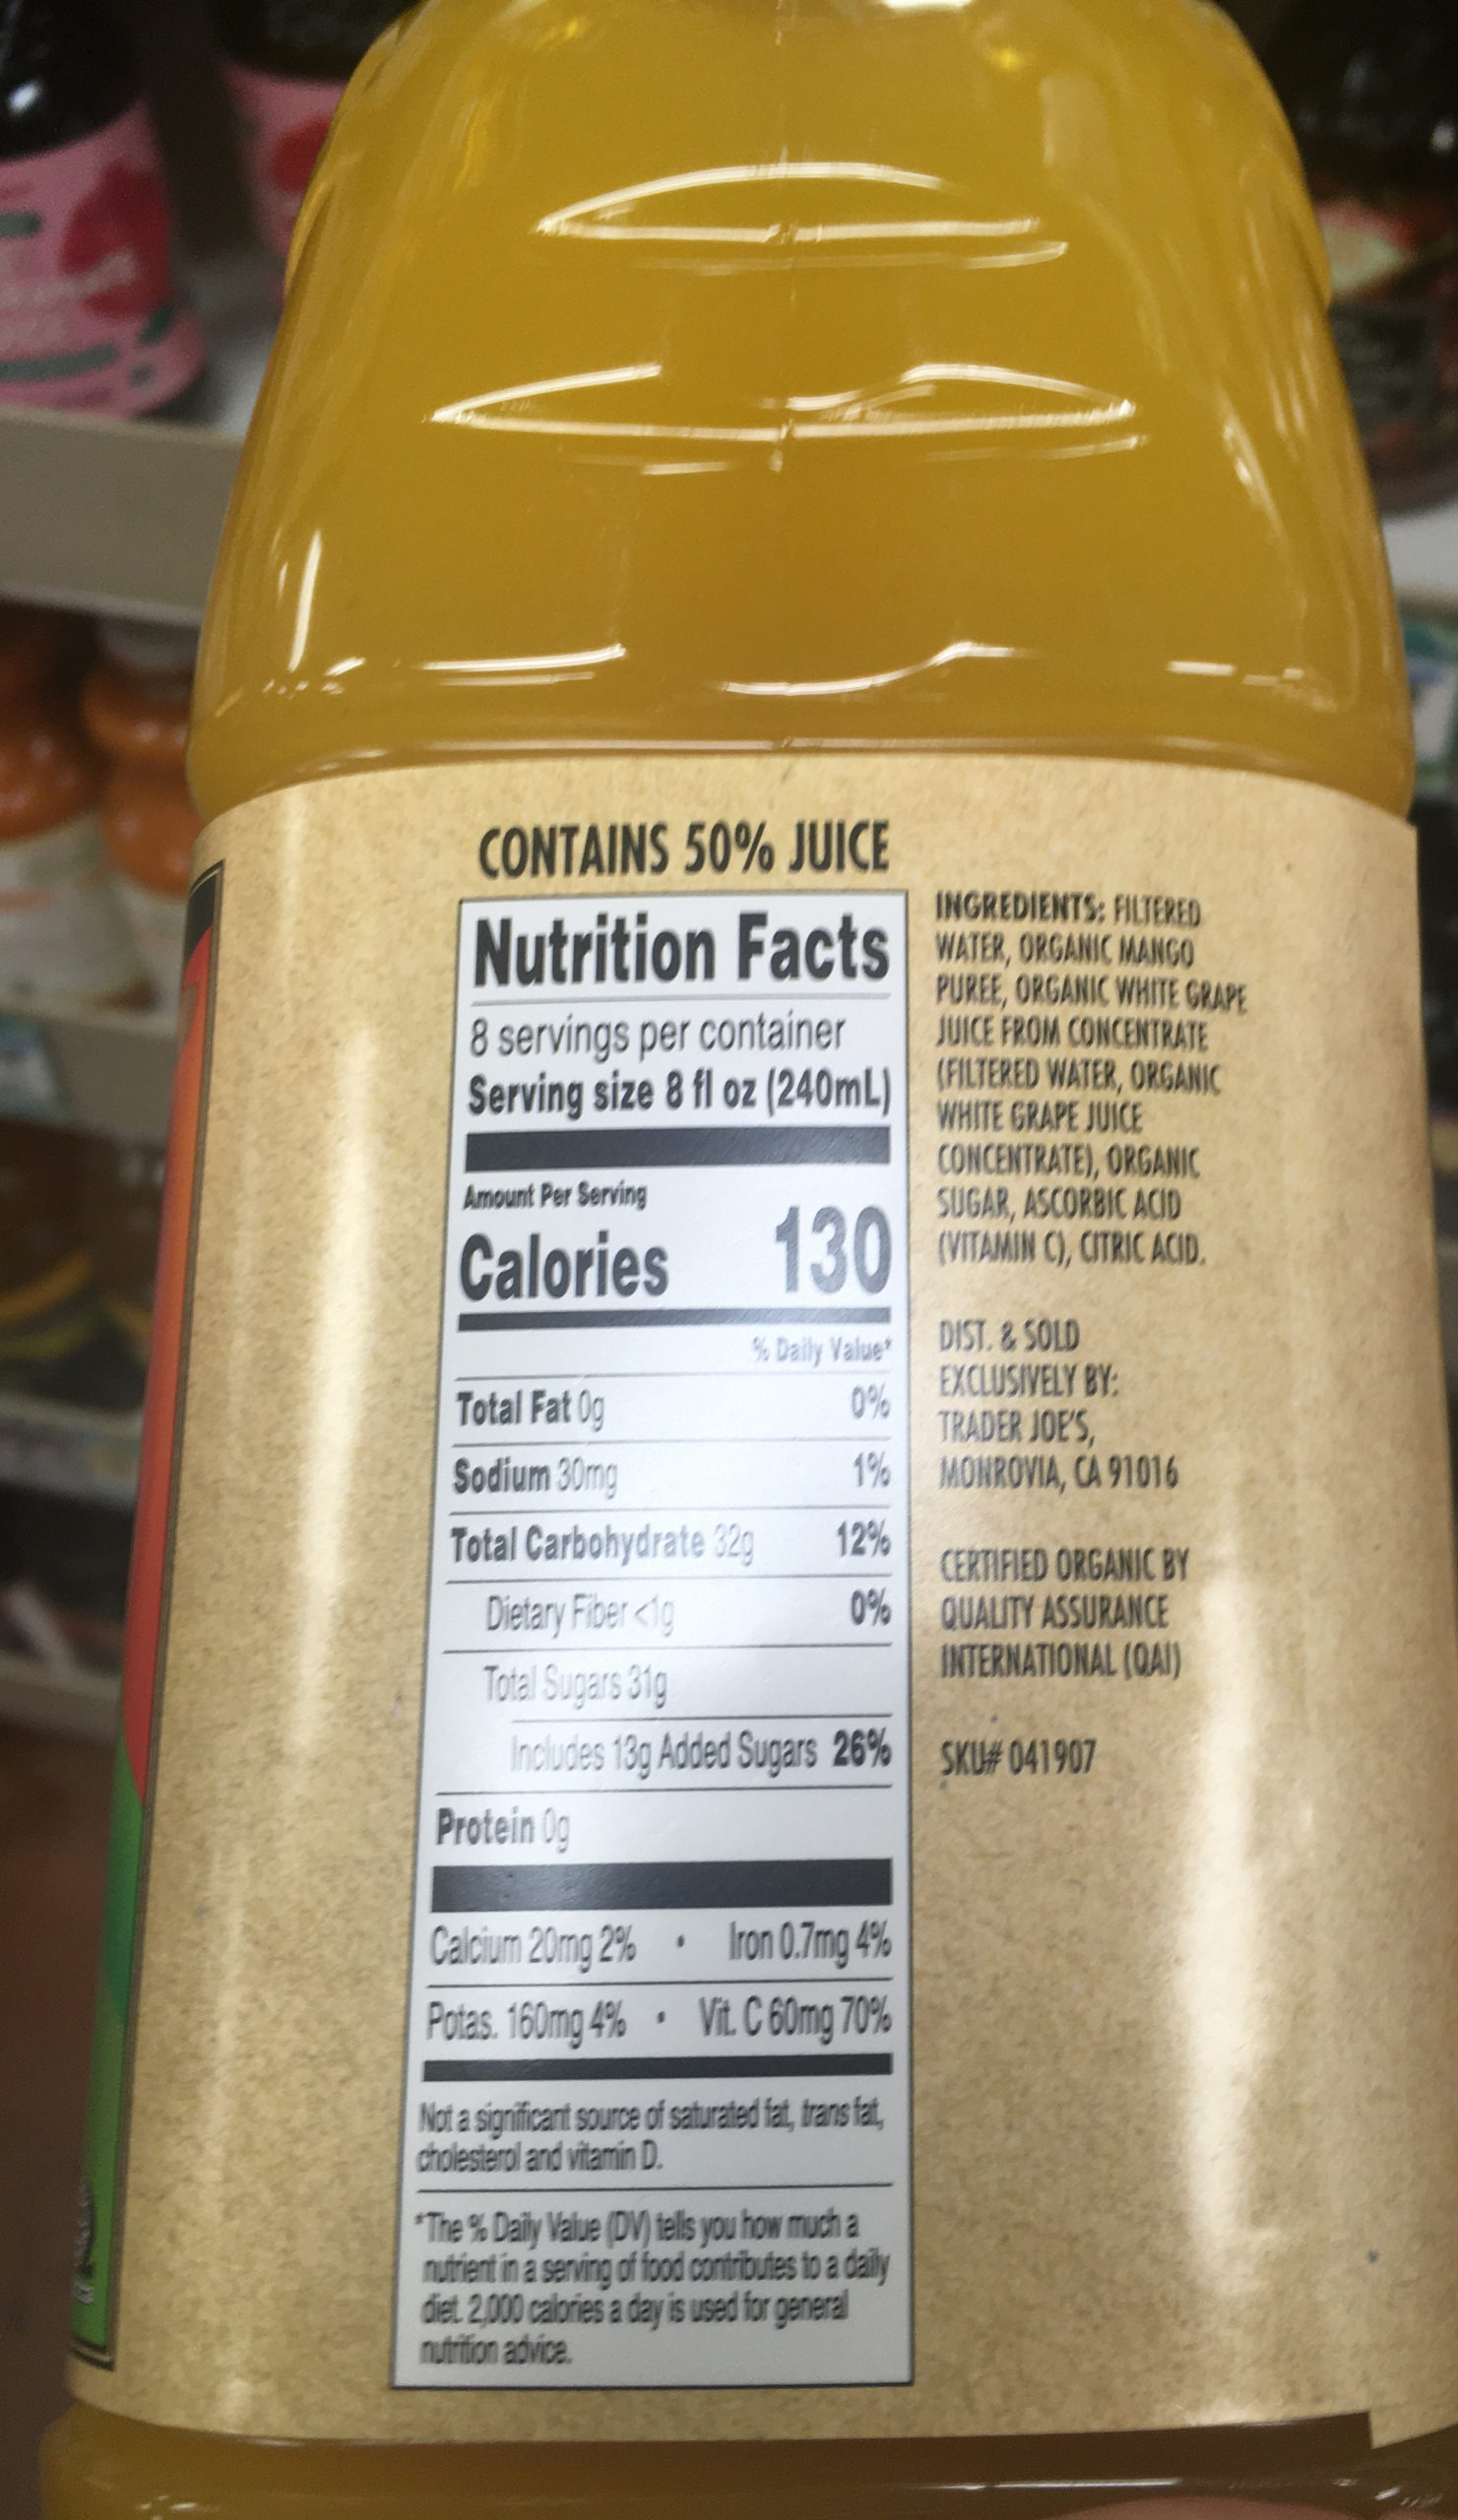 CONTAINS 50% JUICE
Nutrition Facts
8 servings per container
Serving size 8 fl oz (240mL)
Amount Per Serving
Calories 130
% Daily Value*
Total Fat 0g 0%
Sodium 30mg 1%
Total Carbohydrate 32g 12%
Dietary Fiber <1g 0%
Total Sugars 31g
Includes 13g Added Sugars 26%
Protein 0g
Calcium 20mg 2% • Iron 0.7mg 4%
Potas. 160mg 4% • Vit. C 60mg 70%
Not a significant source of saturated fat, trans fat,
cholesterol and vitamin D.
*The % Daily Value (DV) tells you how much a
nutrient in a serving of food contributes to a daily
diet. 2,000 calories a day is used for general
nutrition advice.
INGREDIENTS: FILTERED
WATER, ORGANIC MANGO
PUREE, ORGANIC WHITE GRAPE
JUICE FROM CONCENTRATE
(FILTERED WATER, ORGANIC
WHITE GRAPE JUICE
CONCENTRATE), ORGANIC
SUGAR, ASCORBIC ACID
(VITAMIN C), CITRIC ACID.
DIST. & SOLD
EXCLUSIVELY BY:
TRADER JOE'S,
MONROVIA, CA 91016
CERTIFIED ORGANIC BY
QUALITY ASSURANCE
INTERNATIONAL (QAI)
SKU# 041907